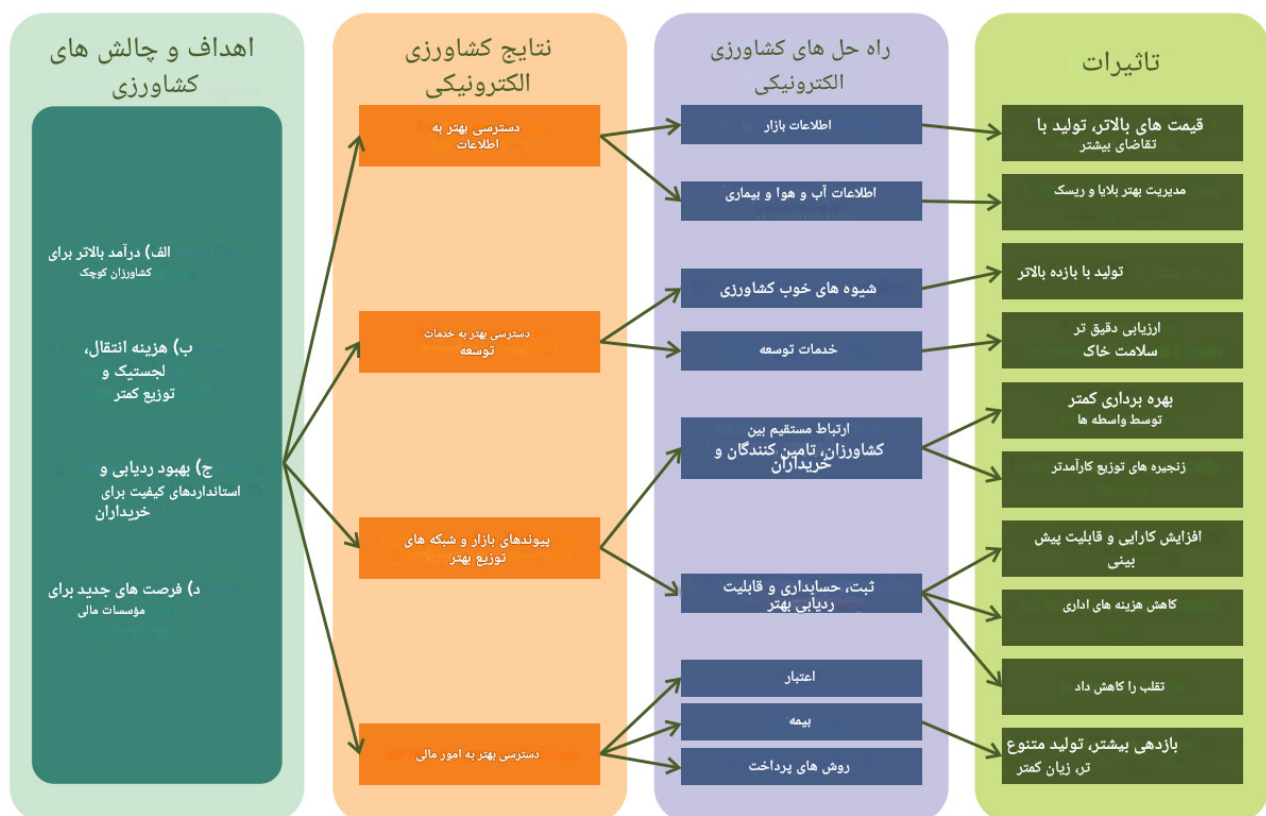 اهداف و چالش های
کشاورزی
الف) درآمد بالاتر برای
کشاورزان کوچک
ب) هزینه انتقال،
لجستیک و
توزیع کمتر
ج) بهبود ردیابی و
استانداردهای کیفیت برای
خریداران
د) فرصت های جدید برای
مؤسسات مالی
نتایج کشاورزی
الکترونیکی
دسترسی بهتر به
اطلاعات
دسترسی بهتر به خدمات
توسعه
پیوندهای بازار و شبکه های
توزیع بهتر
دسترسی بهتر به امور مالی
راه حل های کشاورزی
الکترونیکی
اطلاعات بازار
اطلاعات آب و هوا و بیماری
شیوه های خوب کشاورزی
خدمات توسعه
ارتباط مستقیم بین
کشاورزان، تامین کنندگان و
خریداران
ثبت، حسابداری و قابلیت
ردیابی بهتر
اعتبار
بیمه
روش های پرداخت
تاثیرات
قیمت های بالاتر، تولید با
تقاضای بیشتر
مدیریت بهتر بلایا و ریسک
تولید با بازده بالاتر
ارزیابی دقیق تر
سلامت خاک
بهره برداری کمتر
توسط واسطه ها
زنجیره های توزیع کارآمدتر
افزایش کارایی و قابلیت پیش
بینی
کاهش هزینه های اداری
تقلب را کاهش داد
بازدهی بیشتر، تولید متنوع
تر، زیان کمتر